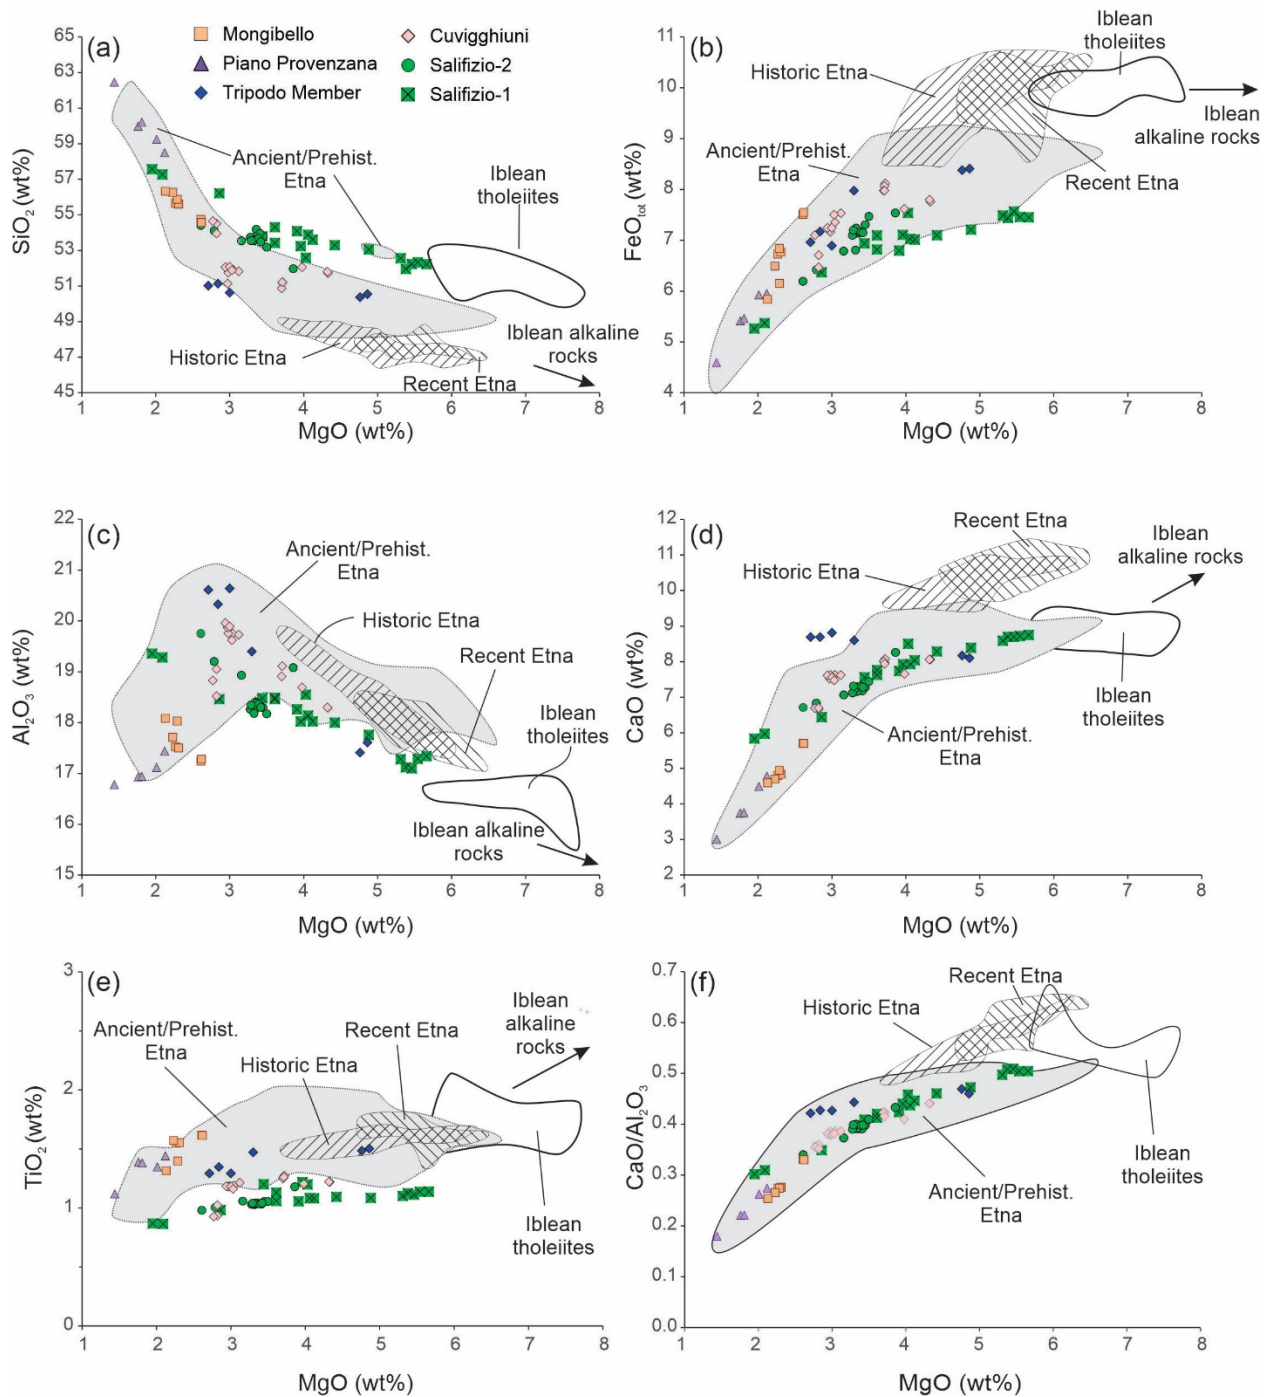 (a)
Mongibello
Piano Provenzana
Tripodo Member
Cuvigghiuni
Salifizio-2
Salifizio-1
SiO2 (wt%)
65
63
61
59
57
55
53
51
49
47
45
Ancient/Prehist.
Etna
Iblean
tholeiites
Historic Etna
Recent Etna
Iblean alkaline
rocks
1 2 3 4 5 6 7 8
MgO (wt%)
(b)
FeOtot (wt%)
11
10
9
8
7
6
5
4
Iblean
tholeiites
Historic Etna
Iblean
alkaline rocks
Ancient/Prehist.
Etna
Recent Etna
1 2 3 4 5 6 7 8
MgO (wt%)
(c)
Al2O3 (wt%)
22
21
20
19
18
17
16
15
Ancient/Prehist.
Etna
Historic Etna
Recent Etna
Iblean
tholeiites
Iblean alkaline
rocks
1 2 3 4 5 6 7 8
MgO (wt%)
(d)
CaO (wt%)
12
11
10
9
8
7
6
5
4
3
2
Recent Etna
Iblean
alkaline rocks
Historic Etna
Iblean
tholeiites
Ancient/Prehist.
Etna
1 2 3 4 5 6 7 8
MgO (wt%)
(e)
TiO2 (wt%)
3
2
1
0
Ancient/Prehist.
Etna
Iblean
alkaline
rocks
Recent Etna
Historic Etna
Iblean
tholeiites
1 2 3 4 5 6 7 8
MgO (wt%)
(f)
CaO/Al2O3
0.7
0.6
0.5
0.4
0.3
0.2
0.1
0.0
Recent Etna
Historic Etna
Iblean
tholeiites
Ancient/Prehist.
Etna
1 2 3 4 5 6 7 8
MgO (wt%)